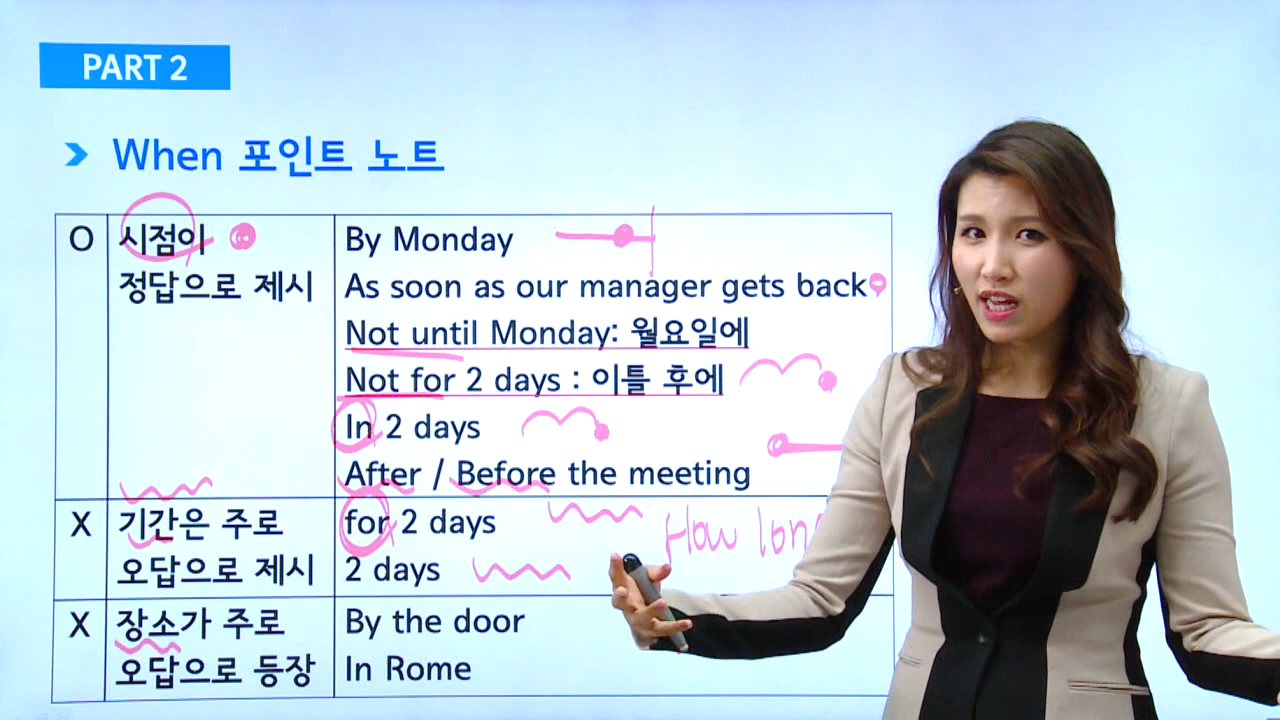 PART 2
When 포인트 노트
O 시점이 By Monday
정답으로 제시 As soon as our manager gets back
Not until Monday: 월요일에
Not for 2 days : 이틀 후에
In 2 days
After / Before the meeting
X 기간은 주로 for 2 days
How
오답으로 제시 2 days
X 장소가 주로 By the door
오답으로 등장 In Rome